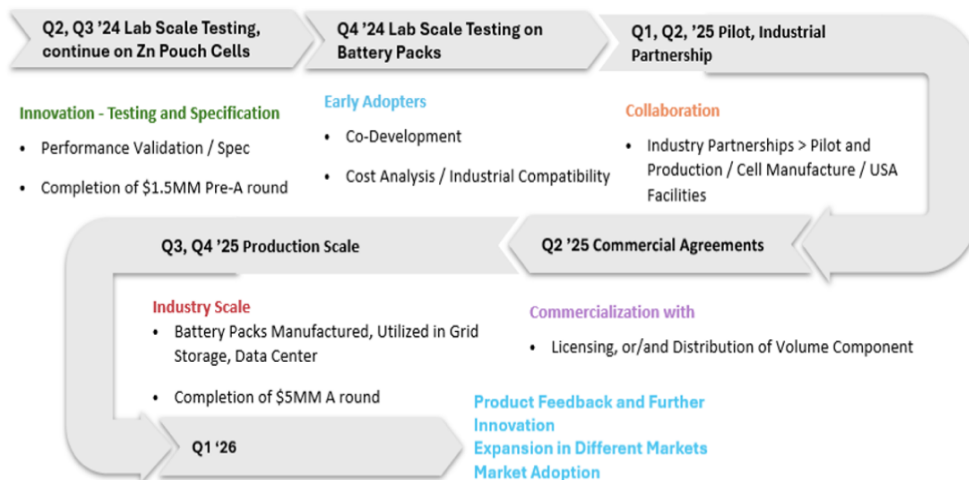 Q2, Q3 ’24 Lab Scale Testing,
continue on Zn Pouch Cells
Q4 ’24 Lab Scale Testing on
Battery Packs
Q1, Q2, ’25 Pilot, Industrial
Partnership
Innovation - Testing and Specification
• Performance Validation / Spec
• Completion of $1.5MM Pre-A round
Early Adopters
• Co-Development
• Cost Analysis / Industrial Compatibility
Collaboration
• Industry Partnerships > Pilot and
Production / Cell Manufacture / USA
Facilities
Q2 ’25 Commercial Agreements
Commercialization with
• Licensing, or/and Distribution of Volume Component
Q3, Q4 ’25 Production Scale
Industry Scale
• Battery Packs Manufactured, Utilized in Grid
Storage, Data Center
• Completion of $5MM A round
Q1 ‘26
Product Feedback and Further
Innovation
Expansion in Different Markets
Market Adoption